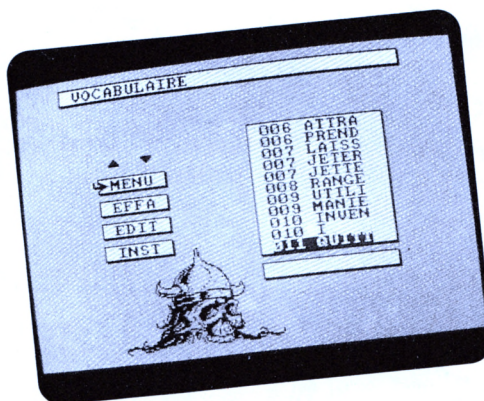 VOCABULAIRE
MENU
EFFA
EDIT
INST
006 ATTRA
006 PREND
007 LAISS
007 JETER
007 JETTE
008 RANGE
009 UTILI
009 MANIE
010 INVEN
010 I
011 QUITT